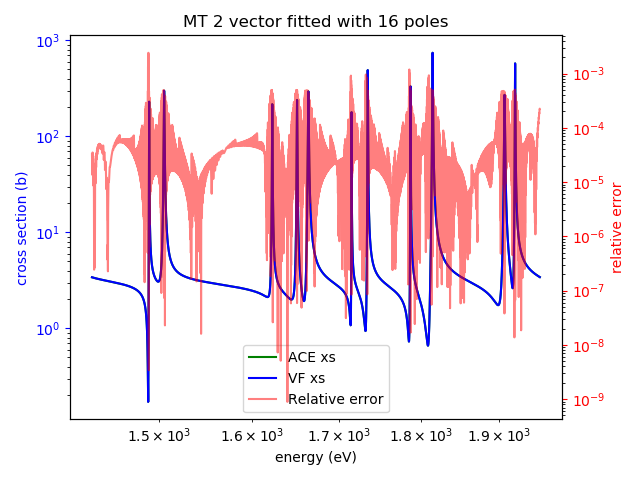 MT 2 vector fitted with 16 poles
cross section (b)
10³
10²
10¹
10⁰
10⁻³
10⁻⁴
10⁻⁵
10⁻⁶
10⁻⁷
10⁻⁸
10⁻⁹
relative error
ACE xs
VF xs
Relative error
1.5 × 10³ 1.6 × 10³ 1.7 × 10³ 1.8 × 10³ 1.9 × 10³
energy (eV)